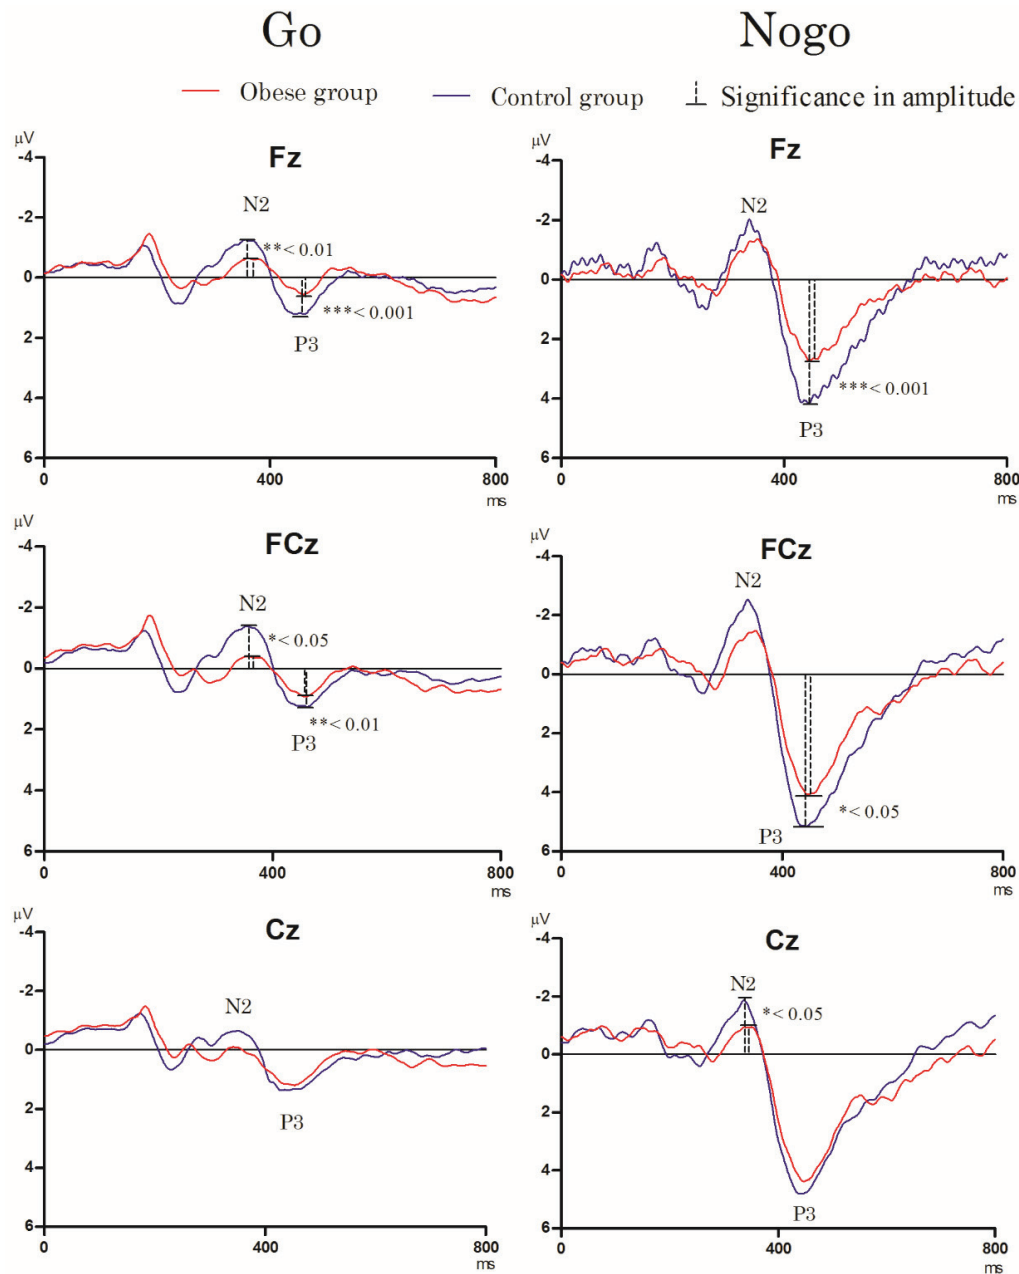 Go Nogo
Obese group Control group Significance in amplitude
μV
Fz
-4
-2
0
2
4
6
N2
**< 0.01
***< 0.001
P3
0 400 800
ms
μV
Fz
-4
-2
0
2
4
6
N2
***< 0.001
P3
0 400 800
ms
μV
FCz
-4
-2
0
2
4
6
N2
*< 0.05
**< 0.01
P3
0 400 800
ms
μV
FCz
-4
-2
0
2
4
6
N2
*< 0.05
P3
0 400 800
ms
μV
Cz
-4
-2
0
2
4
6
N2
P3
0 400 800
ms
μV
Cz
-4
-2
0
2
4
6
N2
*< 0.05
P3
0 400 800
ms